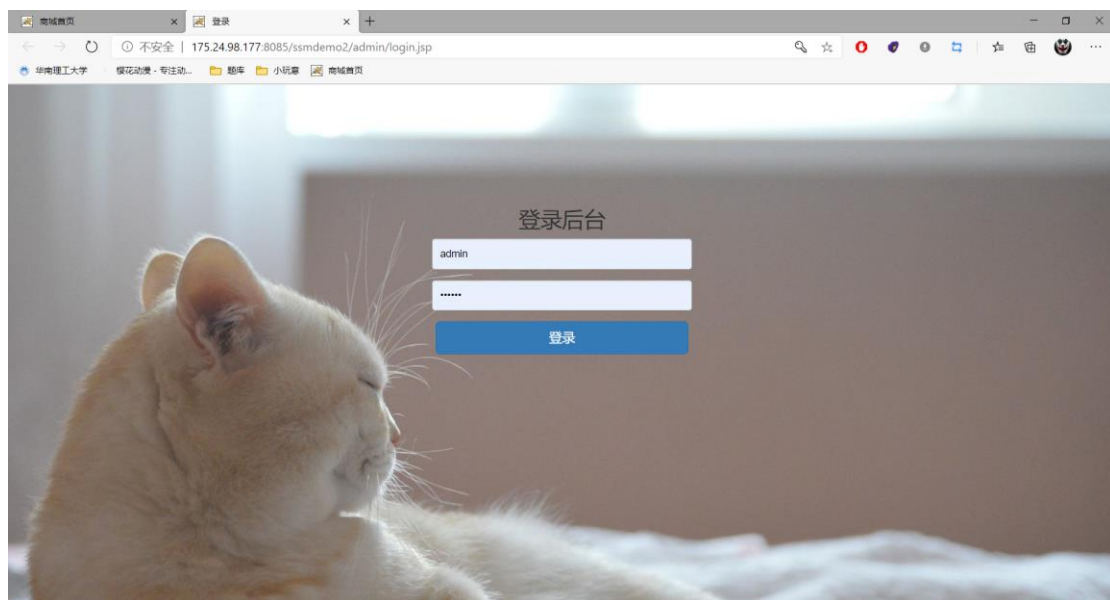 商城首页
登录
不安全 | 175.24.98.177:8085/ssmdemo2/admin/login.jsp
华南理工大学 樱花动漫 - 专注动... 题库 小玩意 商城首页
登录后台
admin
••••••
登录